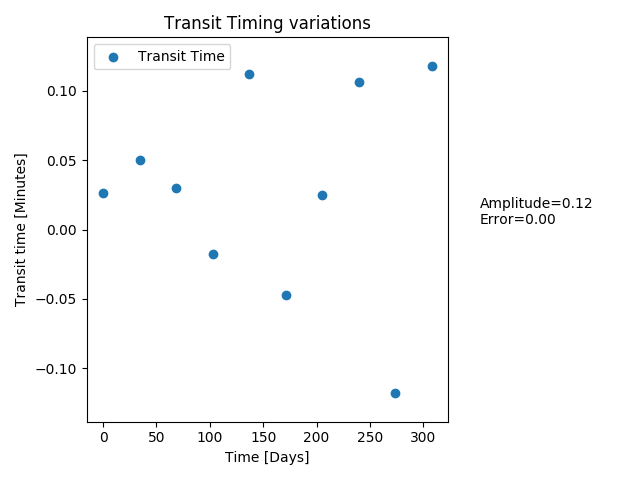 Transit Timing variations
Transit Time
0.10
0.05
0.00
−0.05
−0.10
Transit time [Minutes]
0 50 100 150 200 250 300
Time [Days]
Amplitude=0.12
Error=0.00